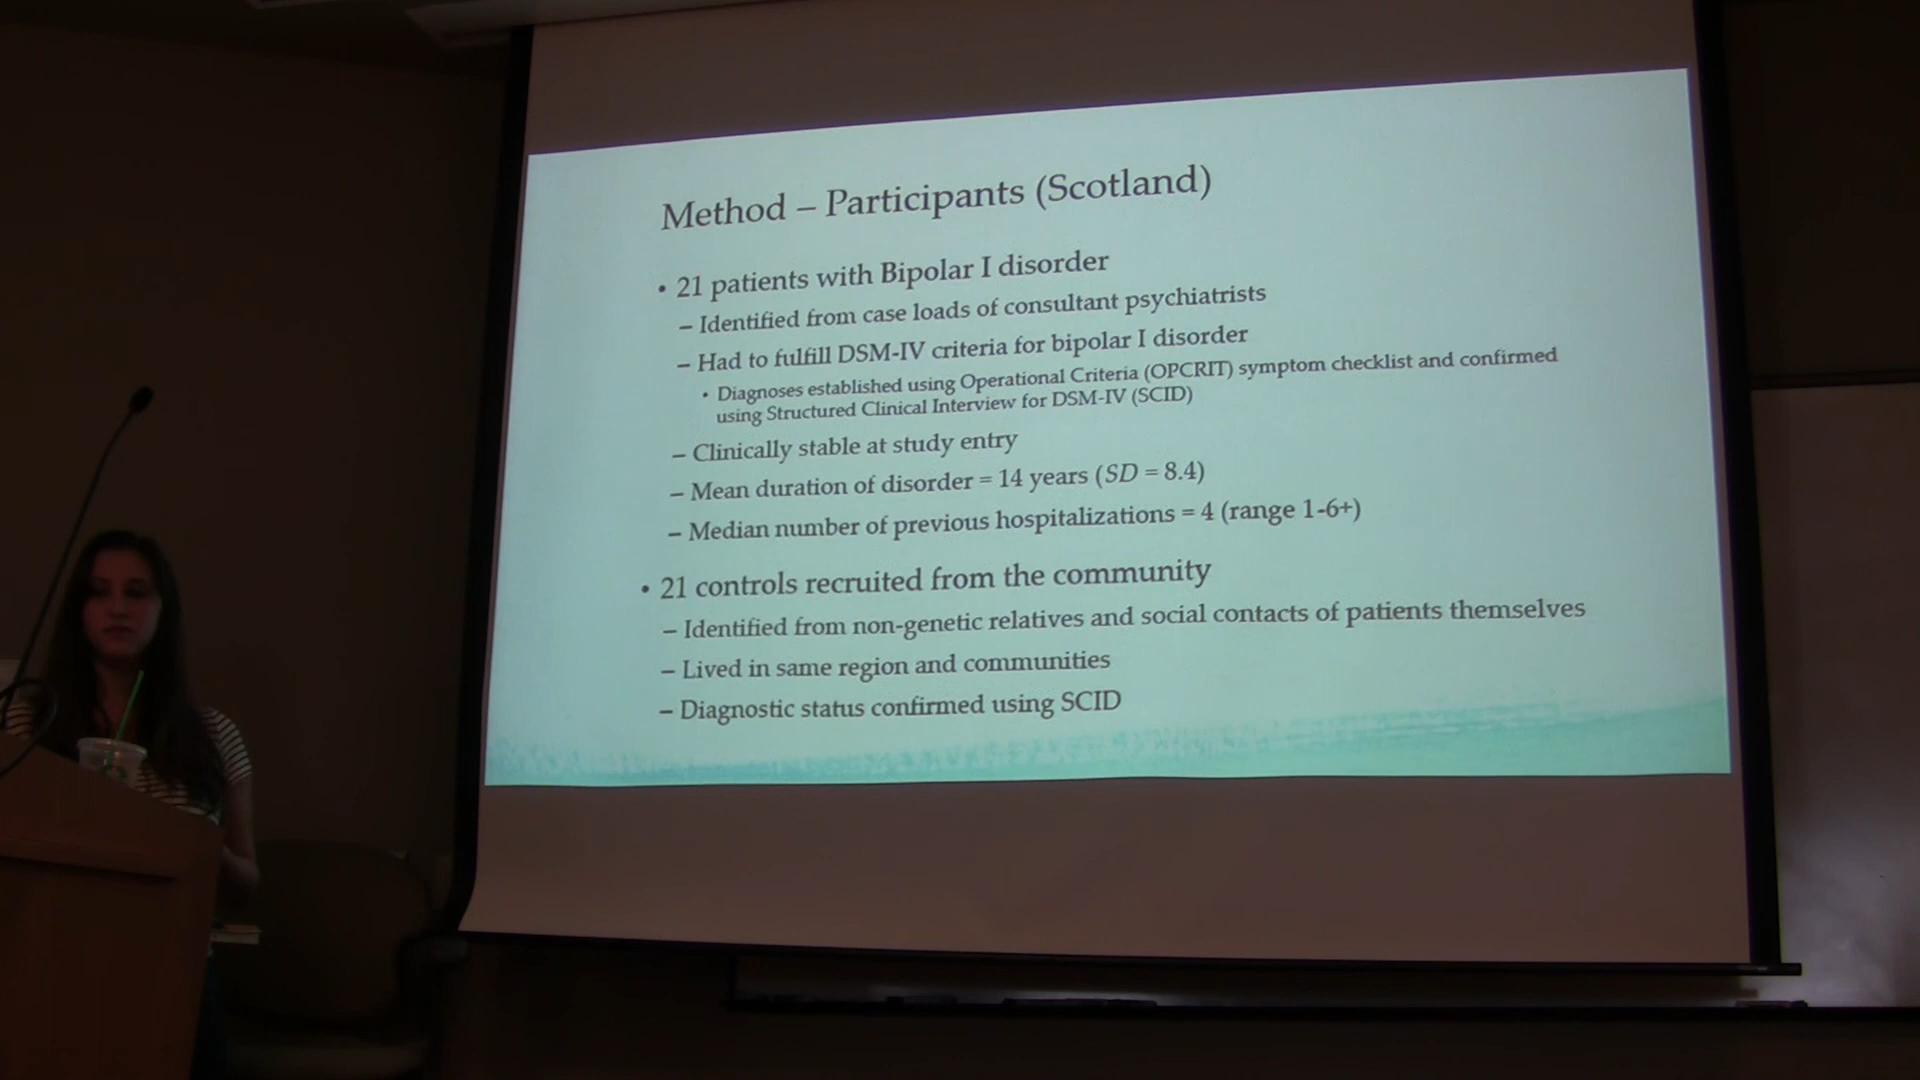 Method – Participants (Scotland)
• 21 patients with Bipolar I disorder
– Identified from case loads of consultant psychiatrists
– Had to fulfill DSM-IV criteria for bipolar I disorder
• Diagnoses established using Operational Criteria (OPCRIT) symptom checklist and confirmed
using Structured Clinical Interview for DSM-IV (SCID)
– Clinically stable at study entry
– Mean duration of disorder = 14 years (SD = 8.4)
– Median number of previous hospitalizations = 4 (range 1-6+)
• 21 controls recruited from the community
– Identified from non-genetic relatives and social contacts of patients themselves
– Lived in same region and communities
– Diagnostic status confirmed using SCID